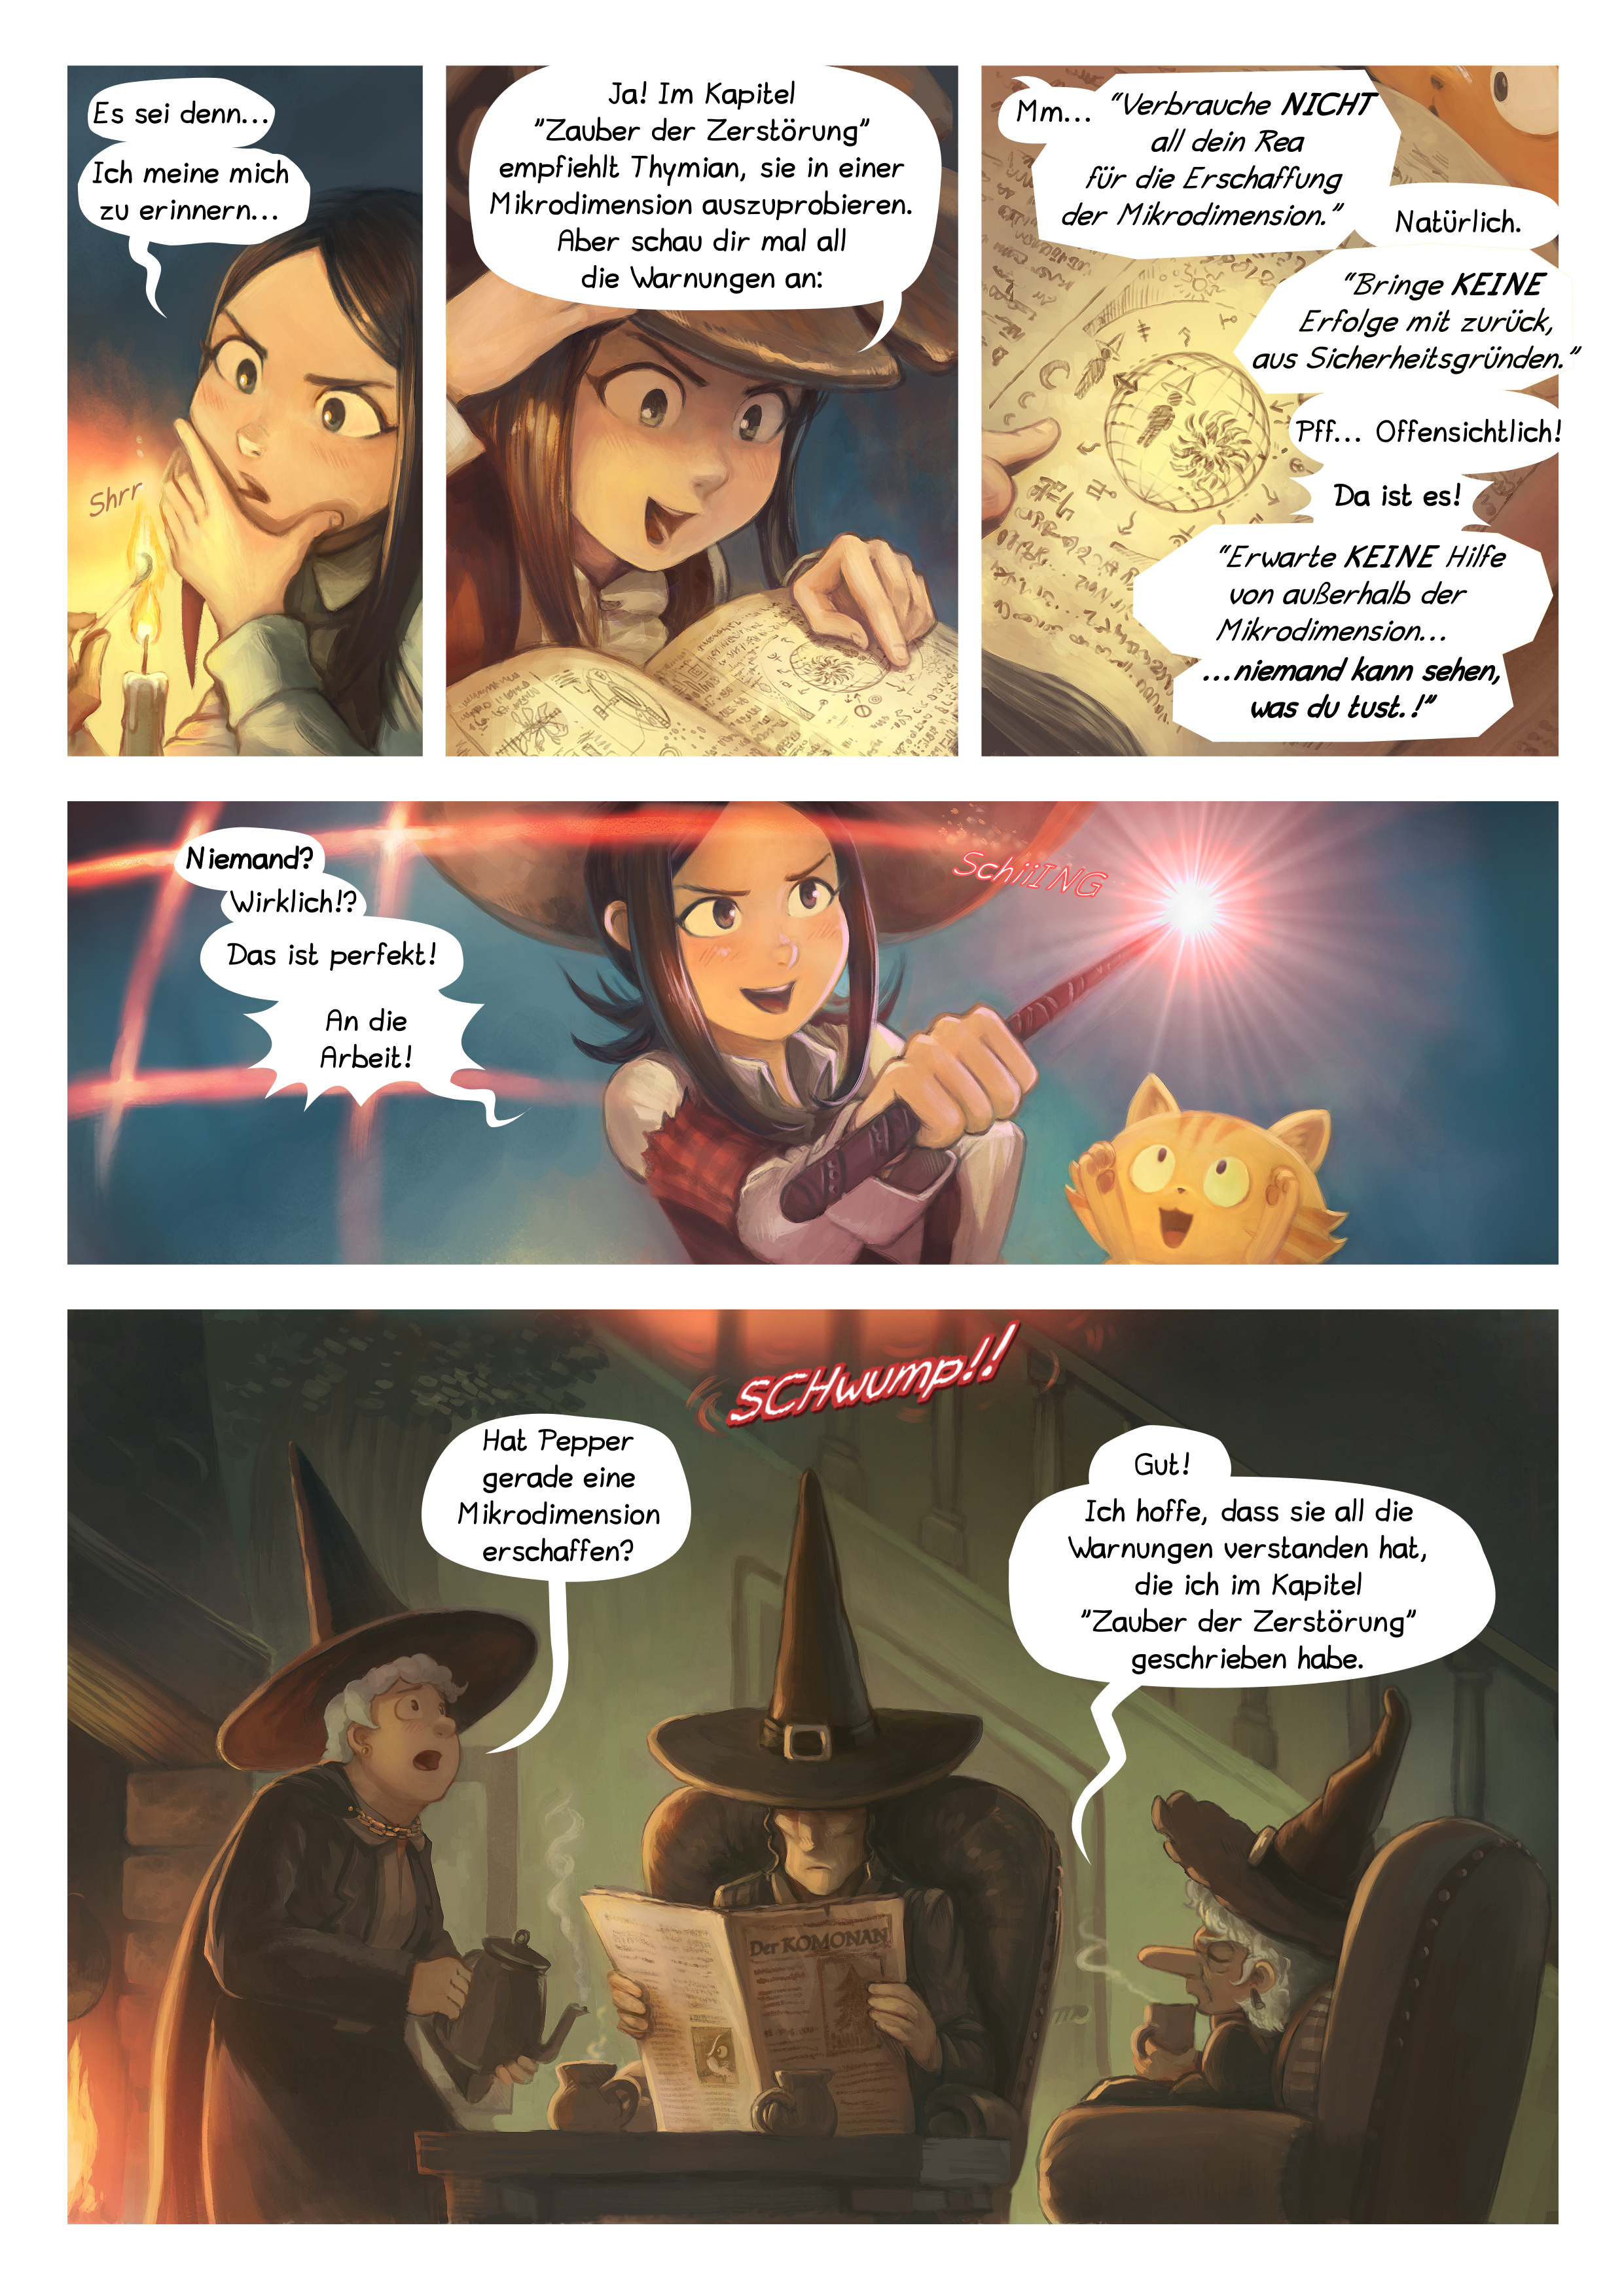 Es sei denn...
Ich meine mich
zu erinnern...
Shrr
Ja! Im Kapitel
"Zauber der Zerstörung"
empfiehlt Thymian, sie in einer
Mikrodimension auszuprobieren.
Aber schau dir mal all
die Warnungen an:
Mm...
"Verbrauche NICHT
all dein Rea
für die Erschaffung
der Mikrodimension."
Natürlich.
"Bringe KEINE
Erfolge mit zurück,
aus Sicherheitsgründen."
Pff... Offensichtlich!
Da ist es!
"Erwarte KEINE Hilfe
von außerhalb der
Mikrodimension...
...niemand kann sehen,
was du tust. !"
Niemand?
Wirklich!?
Das ist perfekt!
An die
Arbeit!
SchiiING
SCHwump!!
Hat Pepper
gerade eine
Mikrodimension
erschaffen?
Gut!
Ich hoffe, dass sie all die
Warnungen verstanden hat,
die ich im Kapitel
"Zauber der Zerstörung"
geschrieben habe.
Der KOMONAN